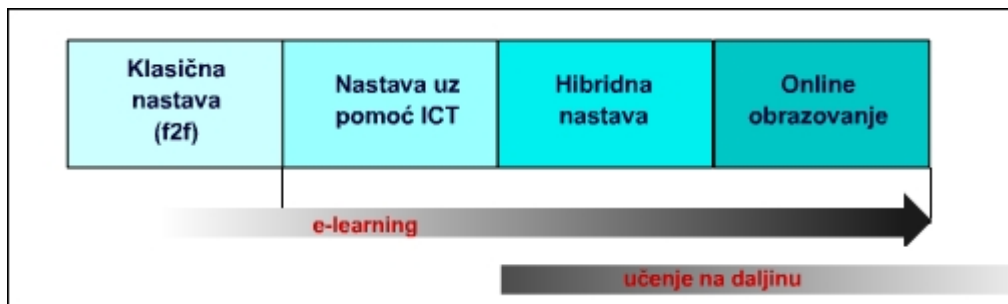 Klasična
nastava
(f2f)
Nastava uz
pomoć ICT
Hibridna
nastava
Online
obrazovanje
e-learning
učenje na daljinu